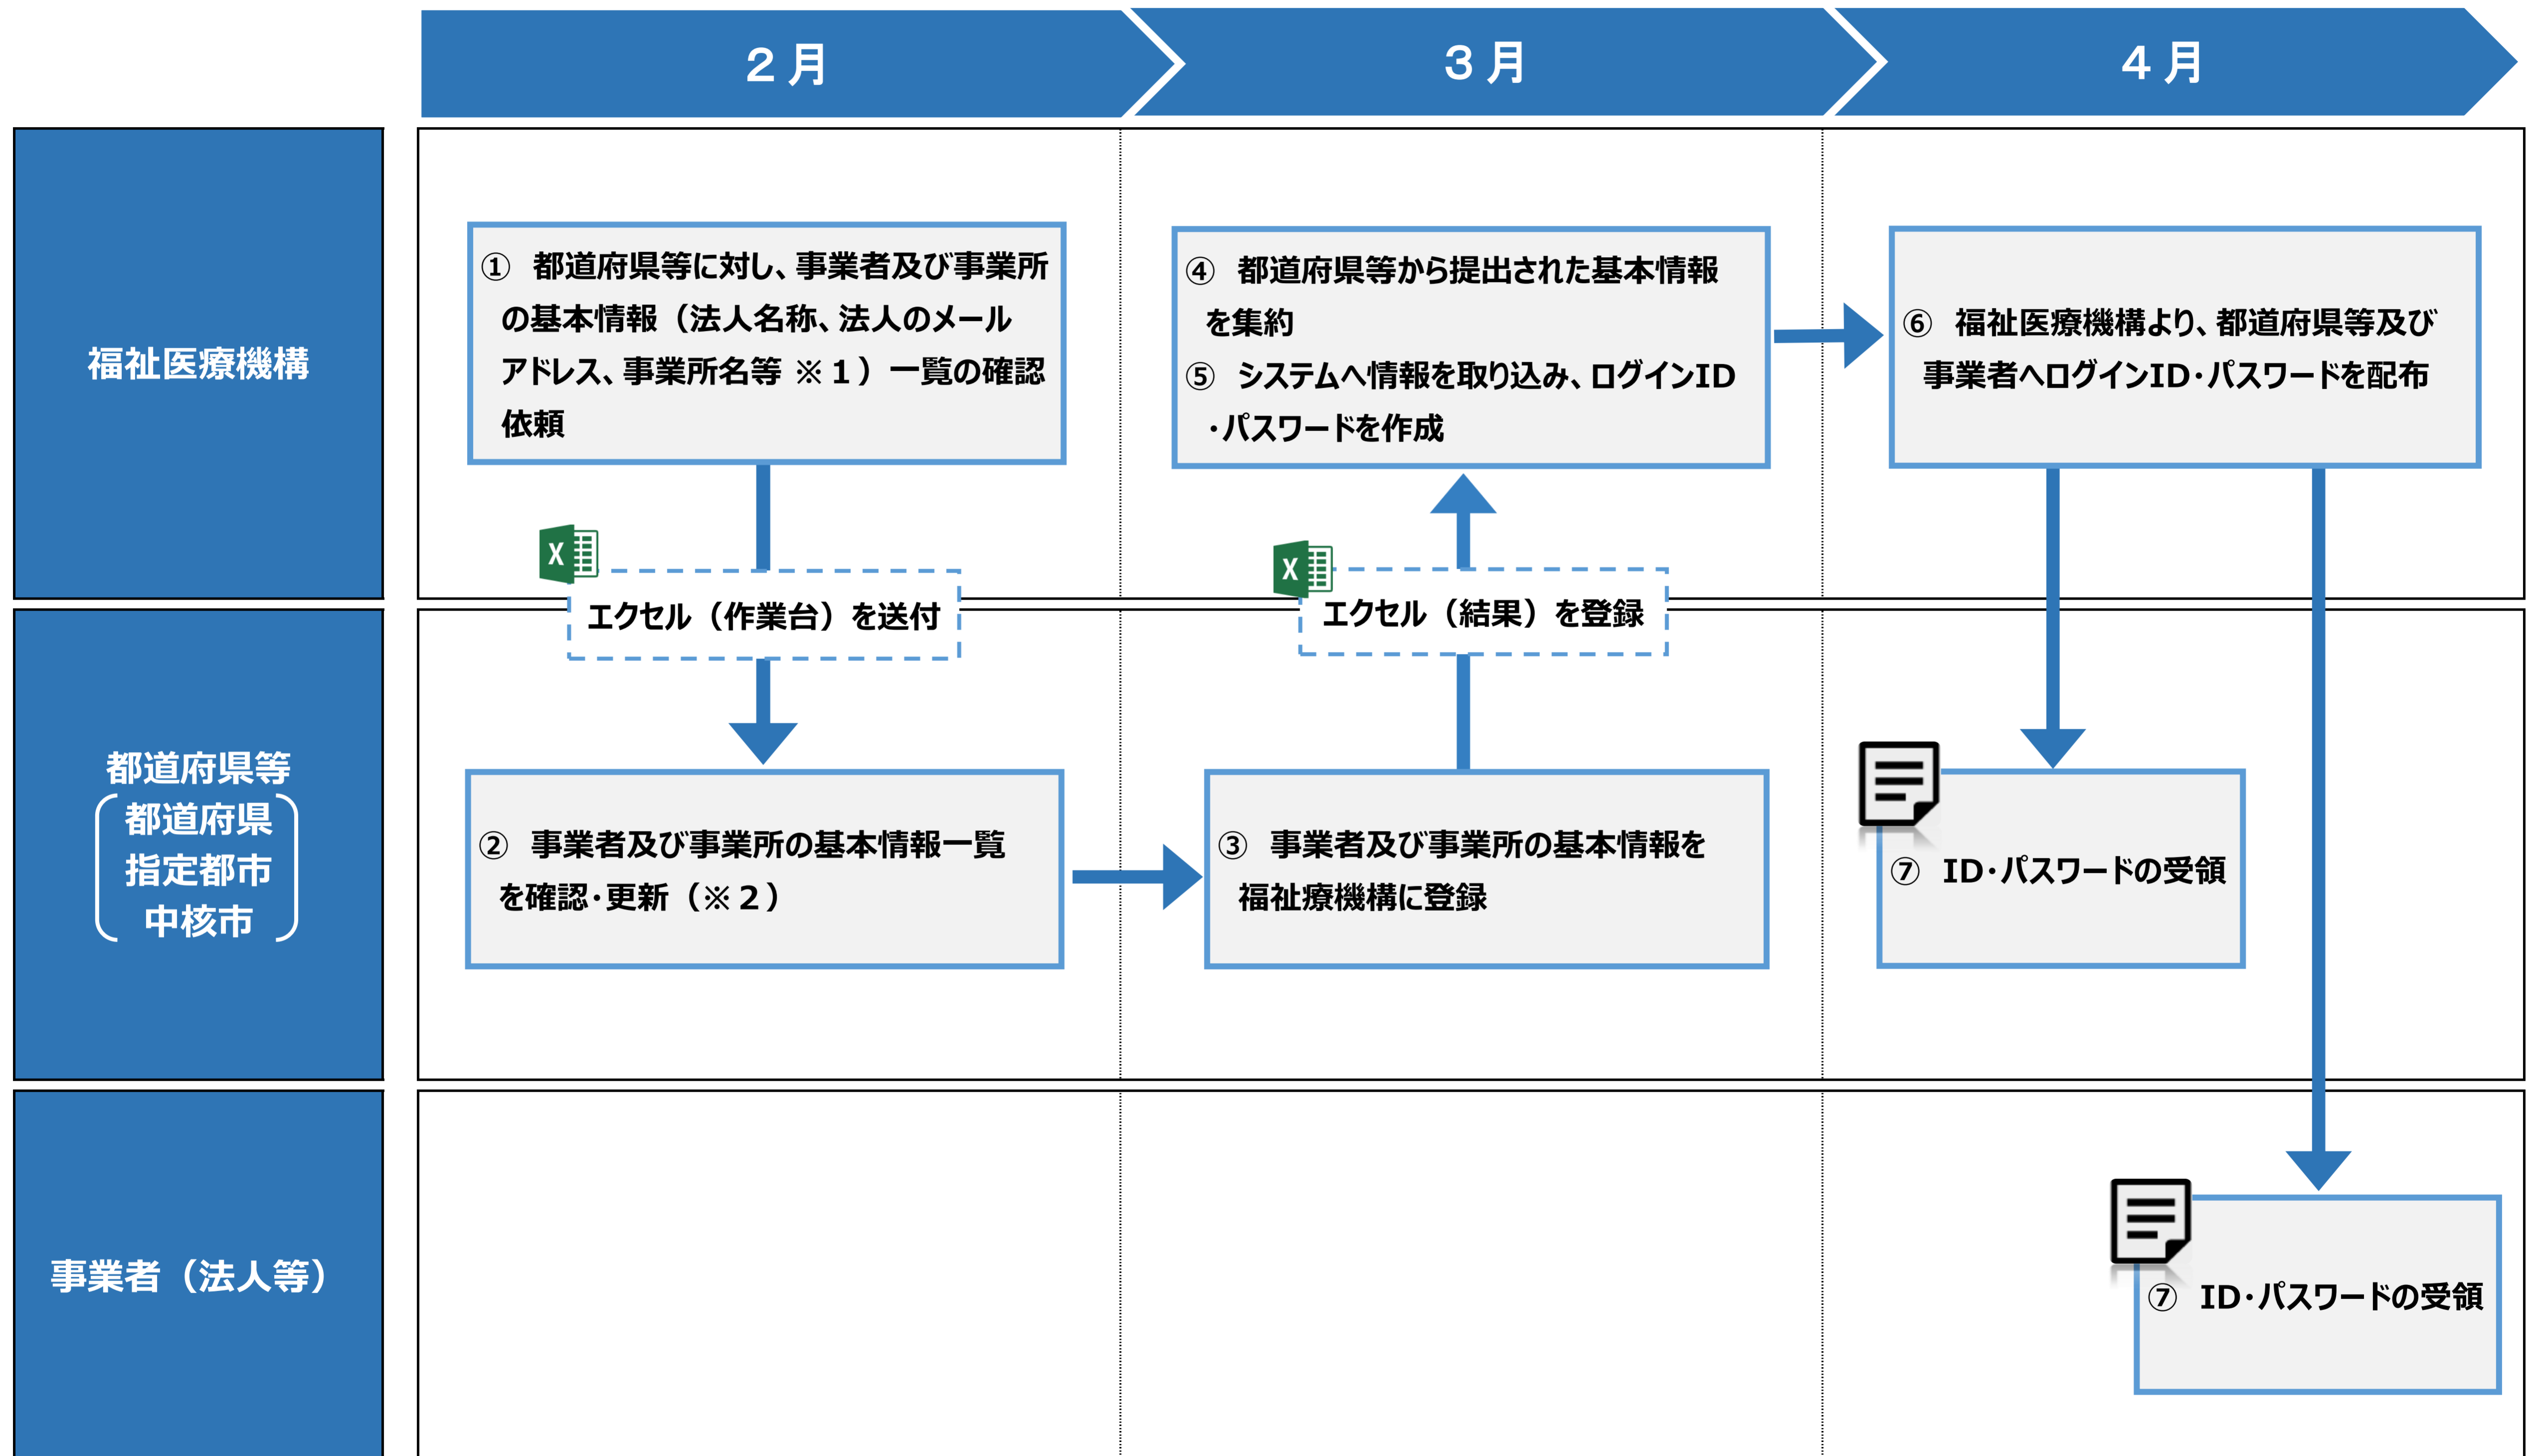 ２月
３月
４月
福祉医療機構
① 都道府県等に対し、事業者及び事業所
の基本情報（法人名称、法人のメール
アドレス、事業所名等 ※１）一覧の確認
依頼
④ 都道府県等から提出された基本情報
を集約
⑤ システムへ情報を取り込み、ログインID
・パスワードを作成
⑥ 福祉医療機構より、都道府県等及び
事業者へログインID・パスワードを配布
エクセル（作業台）を送付
エクセル（結果）を登録
都道府県等
都道府県
指定都市
中核市
② 事業者及び事業所の基本情報一覧
を確認・更新（※２）
③ 事業者及び事業所の基本情報を
福祉療機構に登録
⑦ ID・パスワードの受領
事業者（法人等）
⑦ ID・パスワードの受領